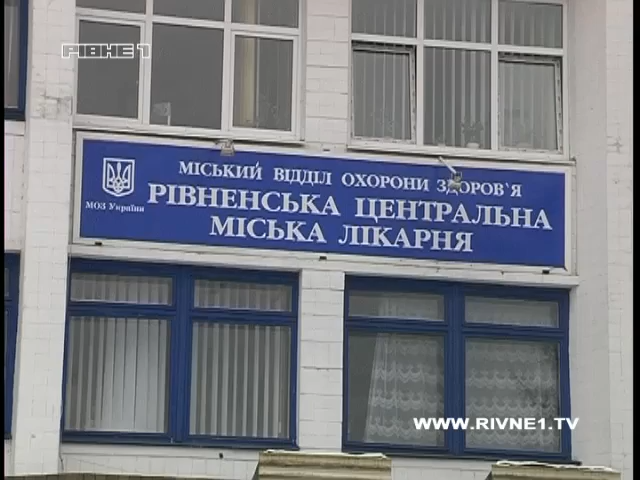 РІВНЕ 1
МІСЬКИЙ ВІДДІЛ ОХОРОНИ ЗДОРОВ'Я
МОЗ України
РІВНЕНСЬКА ЦЕНТРАЛЬНА
МІСЬКА ЛІКАРНЯ
WWW.RIVNE1.TV